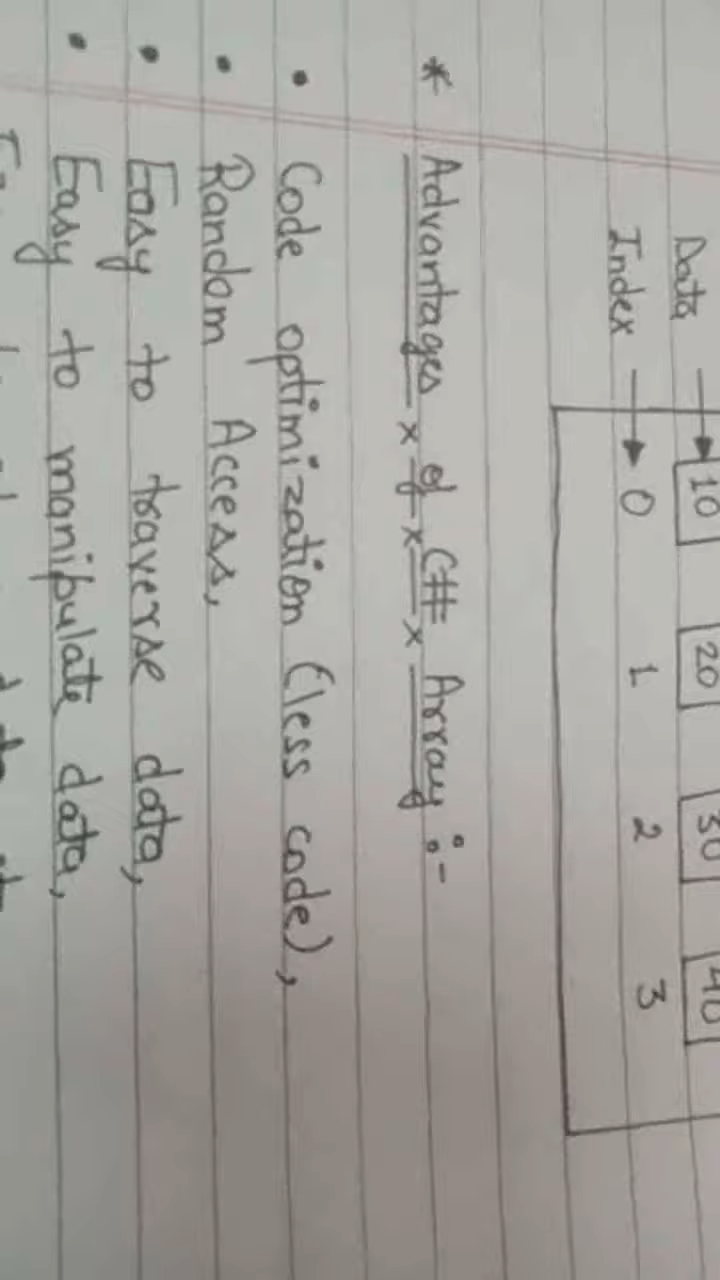 Data → 10 20 30 40
Index → 0 1 2 3
* Advantages of C# Array :-
• Code optimization (less code),
• Random Access,
• Easy to traverse data,
• Easy to manipulate data,